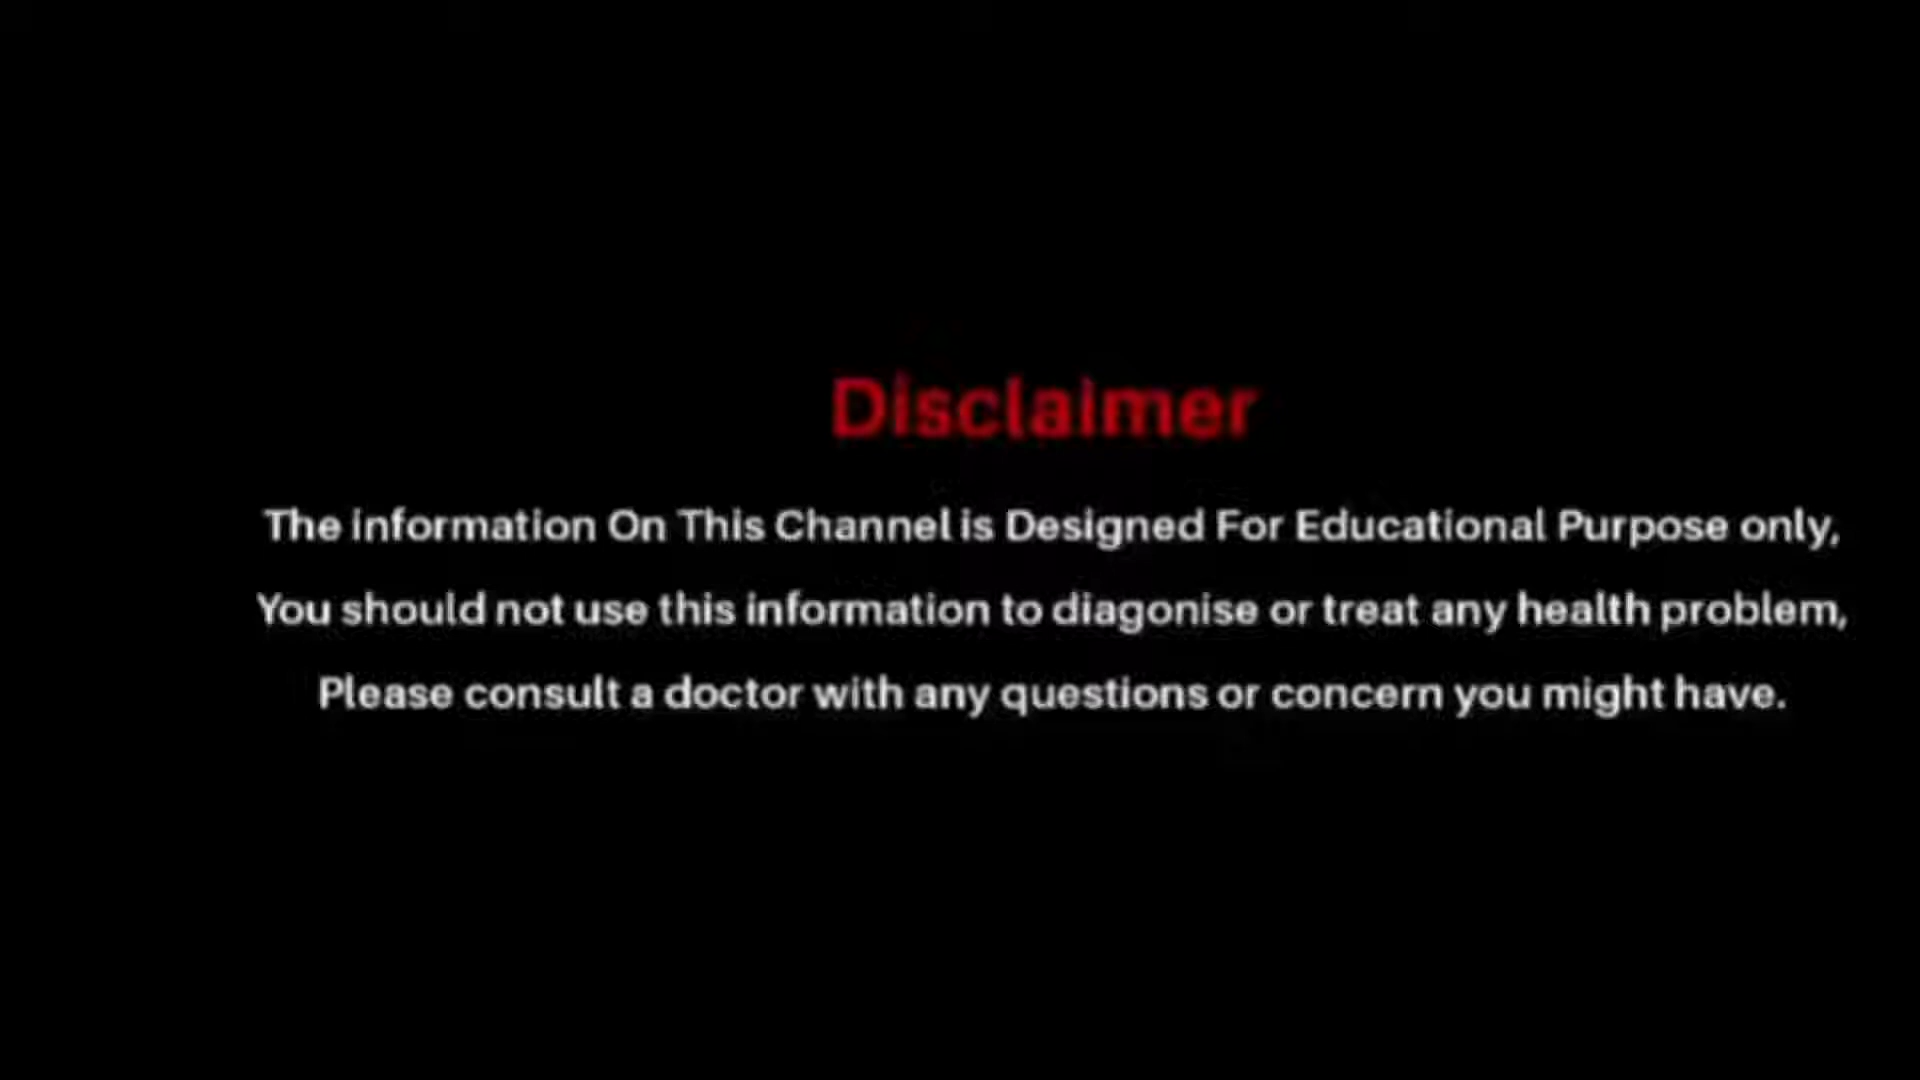 Disclaimer
The information On This Channel is Designed For Educational Purpose only,
You should not use this information to diagonise or treat any health problem,
Please consult a doctor with any questions or concern you might have.